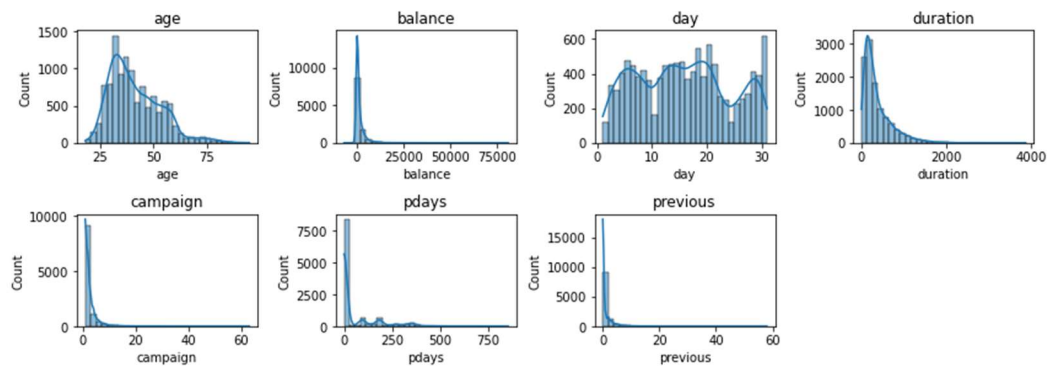 age
balance
day
duration
1500
1000
500
0
Count
25
50
75
age
10000
5000
0
Count
0
25000
50000
75000
balance
600
400
200
0
Count
0
10
20
30
day
3000
2000
1000
0
Count
0
2000
4000
duration
campaign
pdays
previous
10000
5000
0
Count
0
20
40
60
campaign
7500
5000
2500
0
Count
0
250
500
750
pdays
15000
10000
5000
0
Count
0
20
40
60
previous